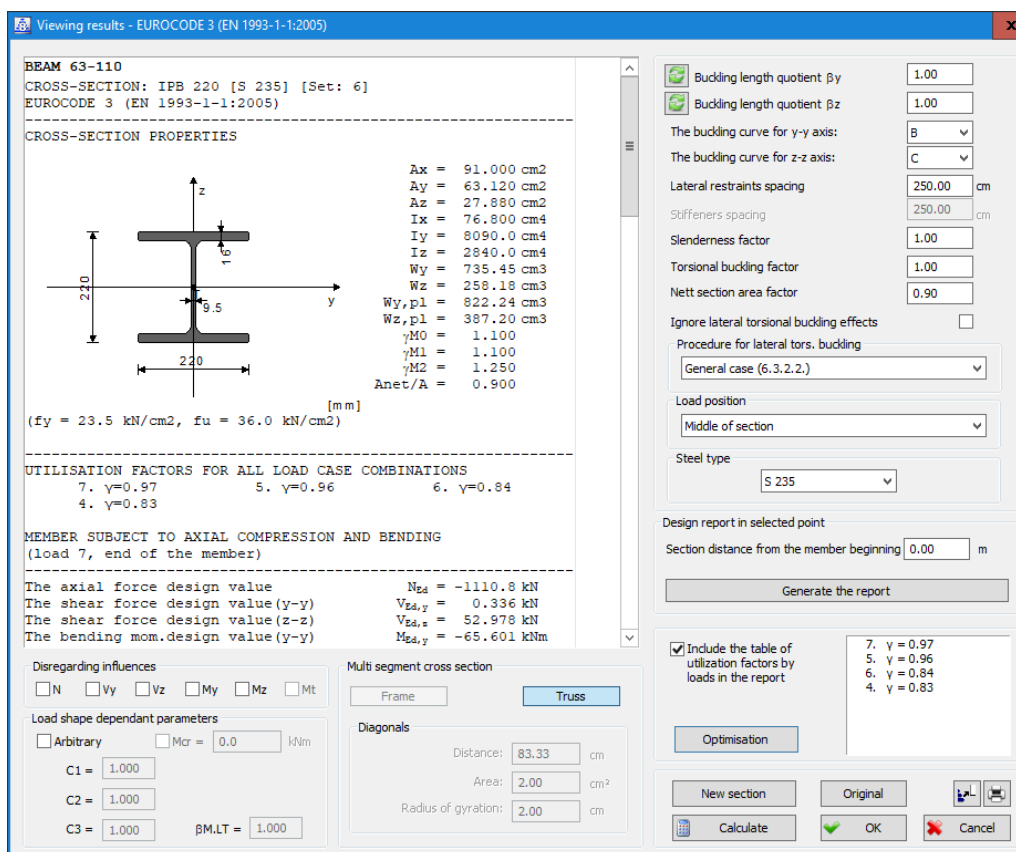 Viewing results - EUROCODE 3 (EN 1993-1-1:2005)
x
BEAM 63-110
CROSS-SECTION: IPB 220 [S 235] [Set: 6]
EUROCODE 3 (EN 1993-1-1:2005)
CROSS-SECTION PROPERTIES
Ax = 91.000 cm2
Ay = 63.120 cm2
Az = 27.880 cm2
Ix = 76.800 cm4
Iy = 8090.0 cm4
Iz = 2840.0 cm4
Wy = 735.45 cm3
Wz = 258.18 cm3
Wy,pl = 822.24 cm3
Wz,pl = 387.20 cm3
γM0 = 1.100
γM1 = 1.100
γM2 = 1.250
Anet/A = 0.900
z
16
220
y
9.5
220
[mm]
(fy = 23.5 kN/cm2, fu = 36.0 kN/cm2)
UTILISATION FACTORS FOR ALL LOAD CASE COMBINATIONS
7. γ=0.97 5. γ=0.96 6. γ=0.84
4. γ=0.83
MEMBER SUBJECT TO AXIAL COMPRESSION AND BENDING
(load 7, end of the member)
The axial force design value NEd = -1110.8 kN
The shear force design value(y-y) VEd,y = 0.336 kN
The shear force design value(z-z) VEd,z = 52.978 kN
The bending mom.design value(y-y) MEd,y = -65.601 kNm
Disregarding influences
N Vy Vz My Mz Mt
Load shape dependant parameters
Arbitrary Mcr = 0.0 kNm
C1 = 1.000
C2 = 1.000
C3 = 1.000 βM.LT = 1.000
Multi segment cross section
Frame Truss
Diagonals
Distance: 83.33 cm
Area: 2.00 cm²
Radius of gyration: 2.00 cm
Buckling length quotient βy 1.00
Buckling length quotient βz 1.00
The buckling curve for y-y axis: B
The buckling curve for z-z axis: C
Lateral restraints spacing 250.00 cm
Stiffeners spacing 250.00 cm
Slenderness factor 1.00
Torsional buckling factor 1.00
Nett section area factor 0.90
Ignore lateral torsional buckling effects
Procedure for lateral tors. buckling
General case (6.3.2.2.)
Load position
Middle of section
Steel type
S 235
Design report in selected point
Section distance from the member beginning 0.00 m
Generate the report
Include the table of
utilization factors by
loads in the report
7. γ = 0.97
5. γ = 0.96
6. γ = 0.84
4. γ = 0.83
Optimisation
New section Original
Calculate OK Cancel